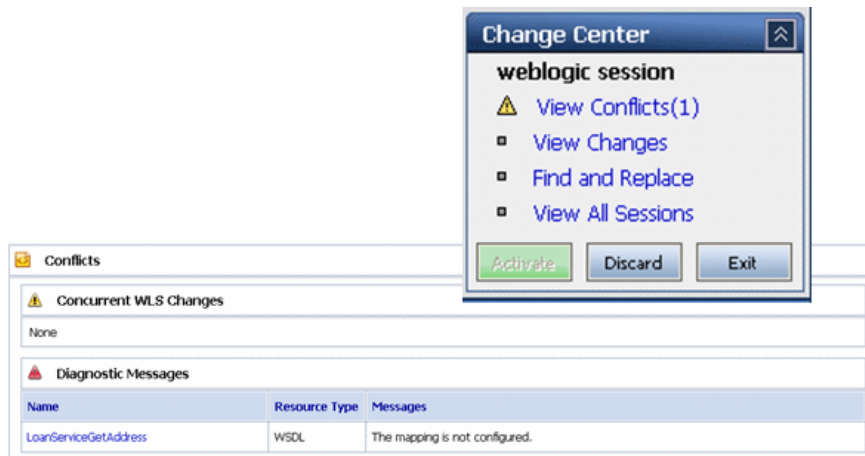 Change Center
weblogic session
View Conflicts(1)
View Changes
Find and Replace
View All Sessions
Activate Discard Exit
Conflicts
Concurrent WLS Changes
None
Diagnostic Messages
Name Resource Type Messages
LoanServiceGetAddress WSDL The mapping is not configured.